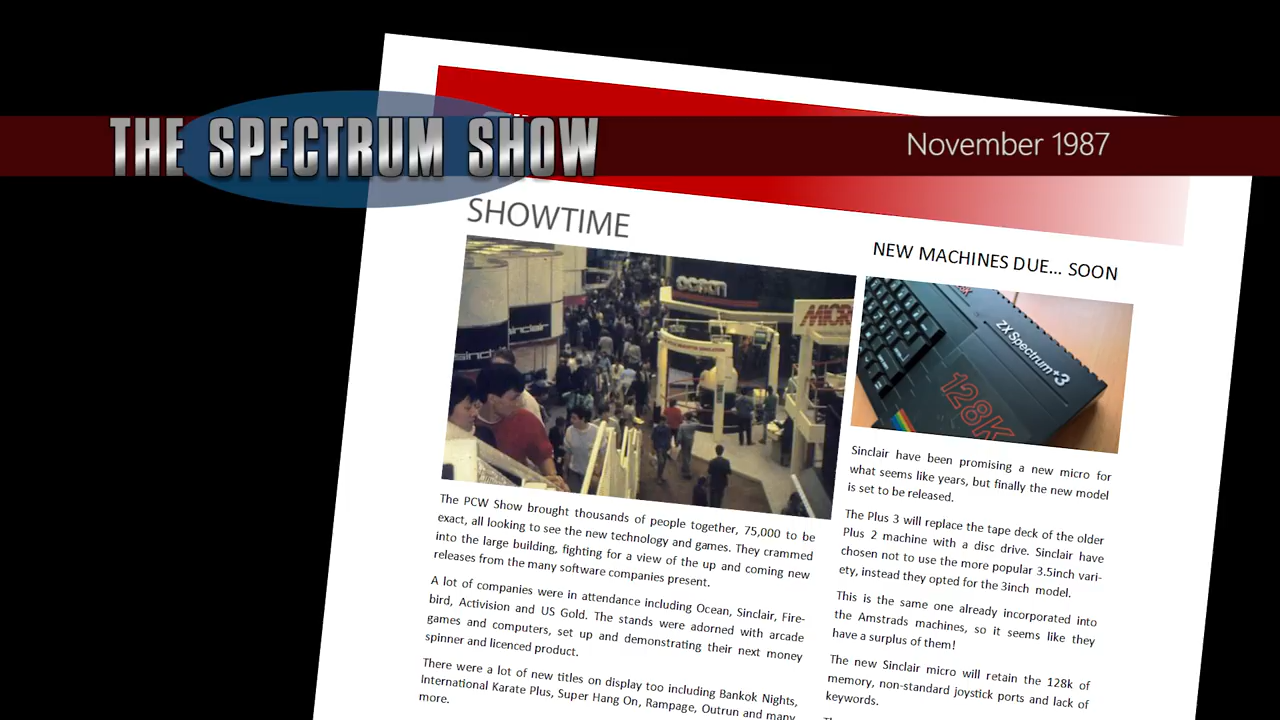 THE SPECTRUM SHOW
November 1987
SHOWTIME
sinclair
ocean
MICRO
The PCW Show brought thousands of people together, 75,000 to be
exact, all looking to see the new technology and games. They crammed
into the large building, fighting for a view of the up and coming new
releases from the many software companies present.
A lot of companies were in attendance including Ocean, Sinclair, Fire-
bird, Activision and US Gold. The stands were adorned with arcade
games and computers, set up and demonstrating their next money
spinner and licenced product.
There were a lot of new titles on display too including Bankok Nights,
International Karate Plus, Super Hang On, Rampage, Outrun and many
more.
NEW MACHINES DUE... SOON
ZX Spectrum +3
128K
Sinclair have been promising a new micro for
what seems like years, but finally the new model
is set to be released.
The Plus 3 will replace the tape deck of the older
Plus 2 machine with a disc drive. Sinclair have
chosen not to use the more popular 3.5inch vari-
ety, instead they opted for the 3inch model.
This is the same one already incorporated into
the Amstrads machines, so it seems like they
have a surplus of them!
The new Sinclair micro will retain the 128k of
memory, non-standard joystick ports and lack of
keywords.